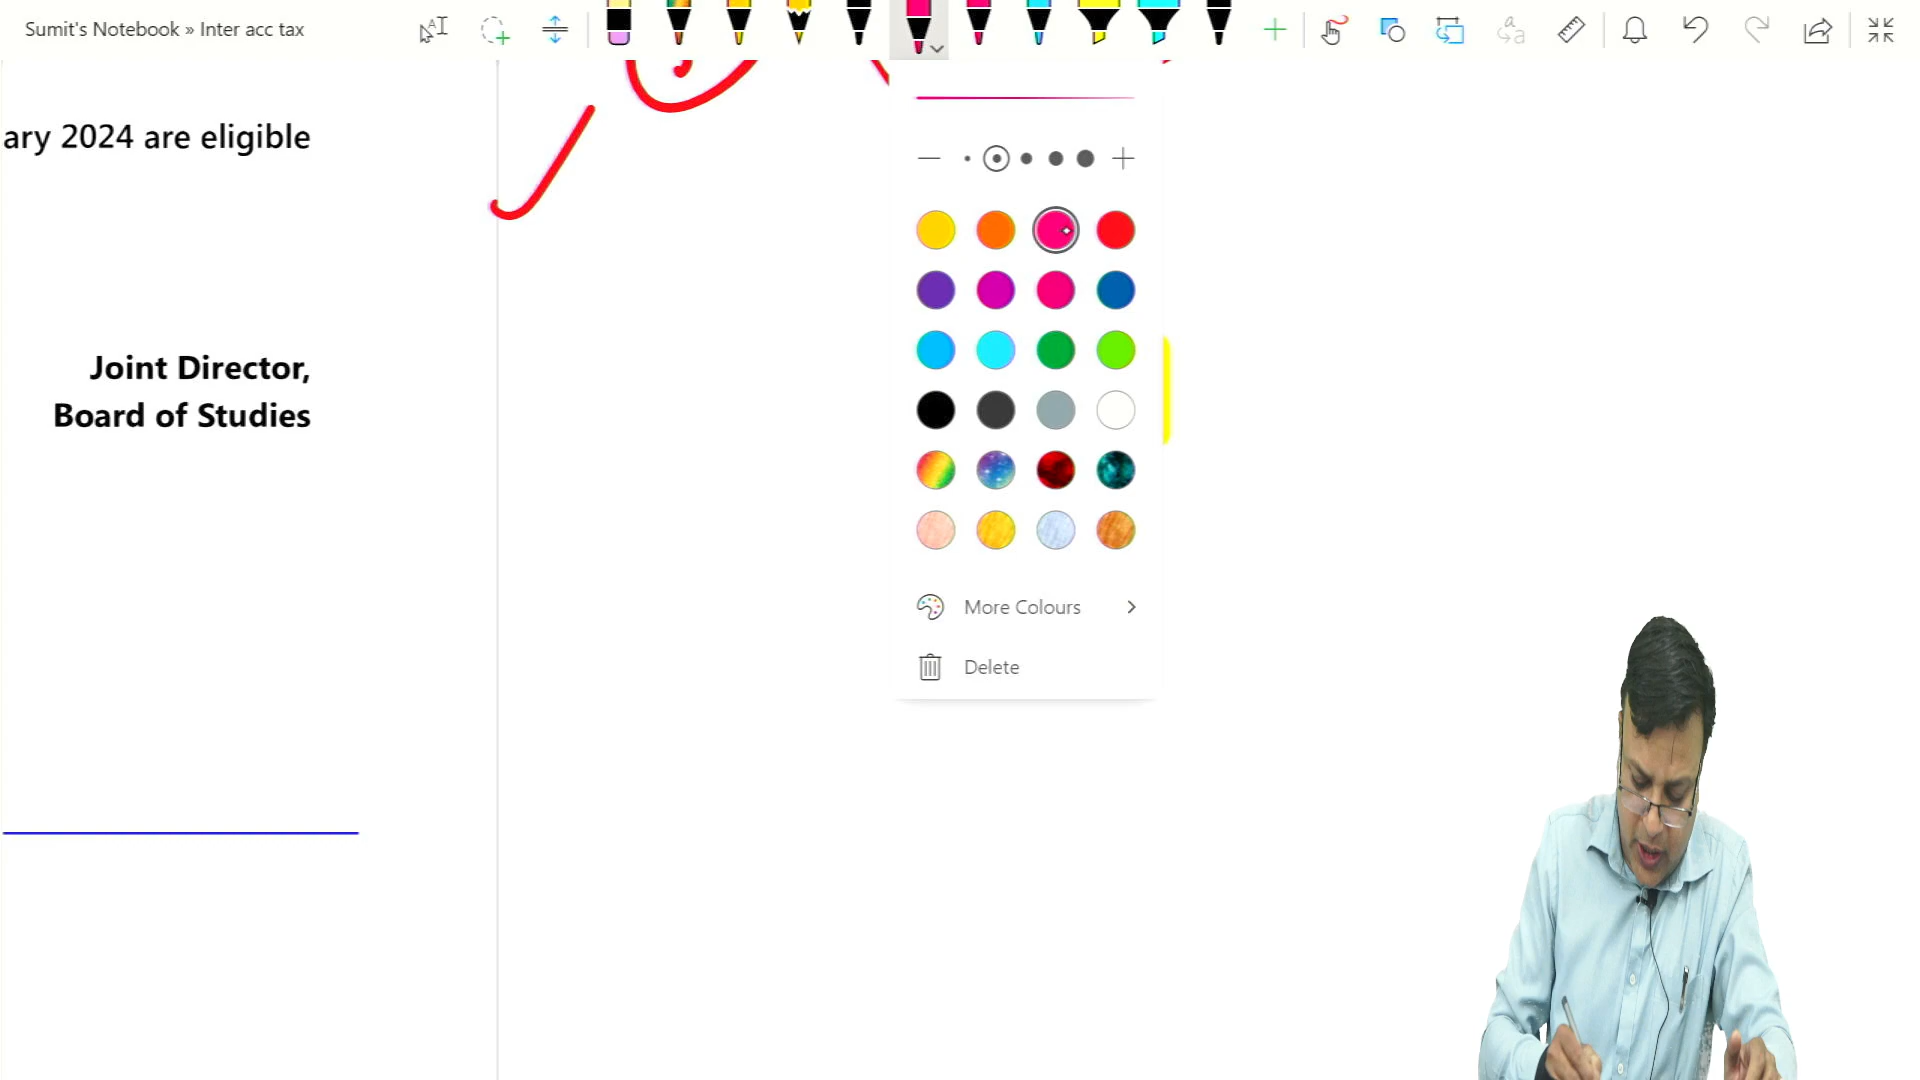 Sumit's Notebook » Inter acc tax
ary 2024 are eligible
Joint Director,
Board of Studies
More Colours
Delete